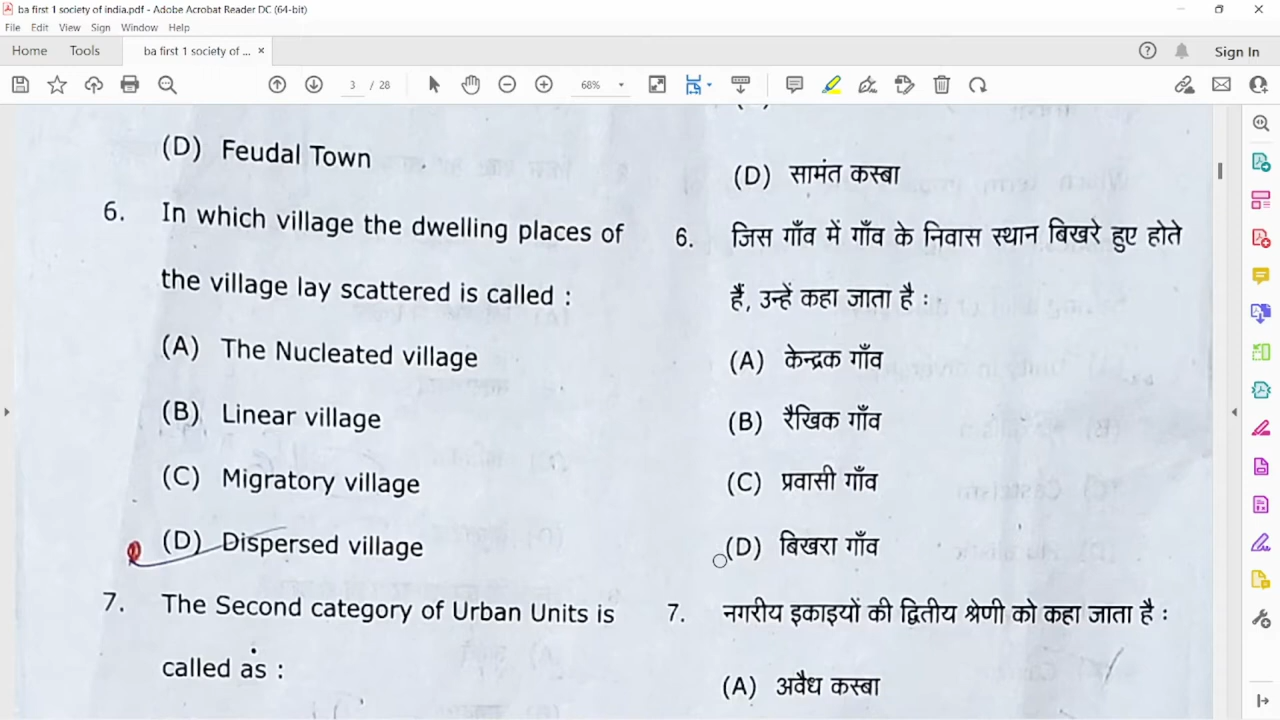 ba first 1 society of india.pdf - Adobe Acrobat Reader DC (64-bit)
File Edit View Sign Window Help
Home Tools ba first 1 society of ... × Sign In
3 / 28 68%
(D) Feudal Town
6. In which village the dwelling places of
the village lay scattered is called :
(A) The Nucleated village
(B) Linear village
(C) Migratory village
(D) Dispersed village
7. The Second category of Urban Units is
called as :
(D) सामंत कस्बा
6. जिस गाँव में गाँव के निवास स्थान बिखरे हुए होते
हैं, उन्हें कहा जाता है :
(A) केन्द्रक गाँव
(B) रैखिक गाँव
(C) प्रवासी गाँव
(D) बिखरा गाँव
7. नगरीय इकाइयों की द्वितीय श्रेणी को कहा जाता है :
(A) अवैध कस्बा